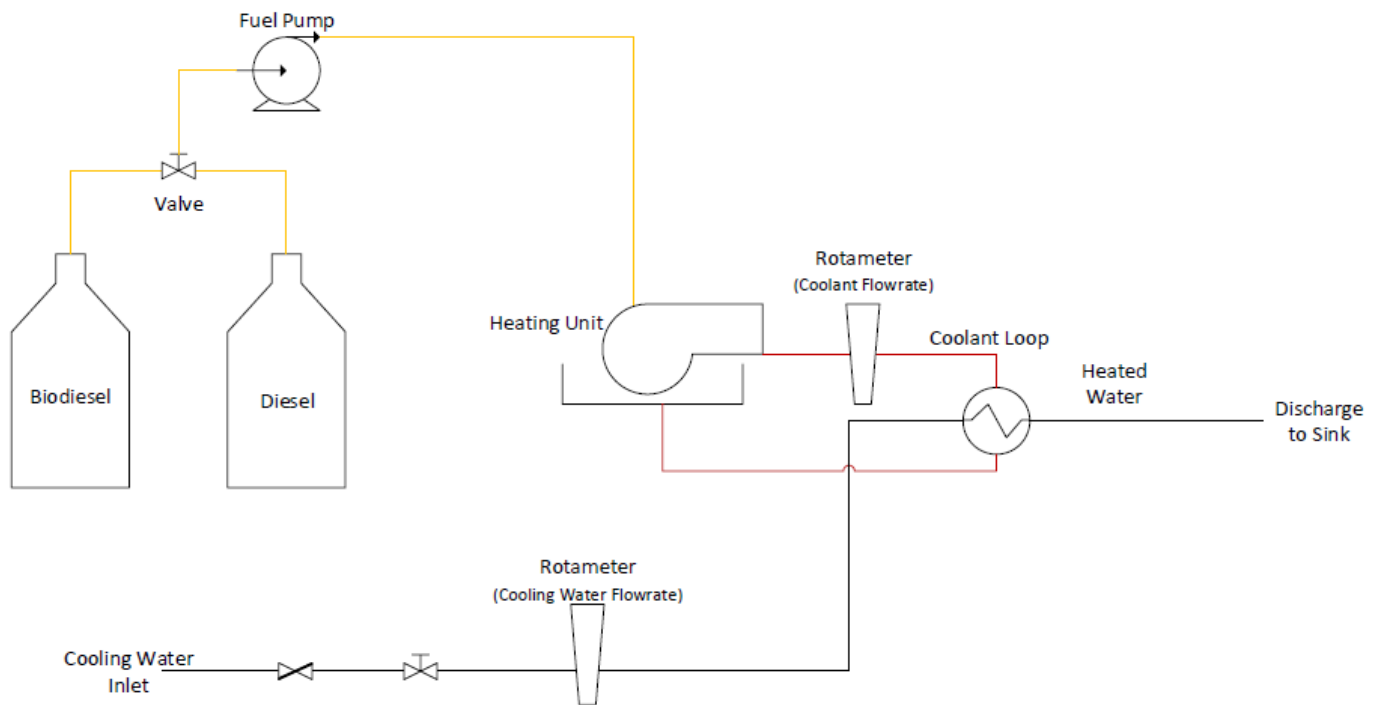 Fuel Pump
Valve
Biodiesel
Diesel
Heating Unit
Rotameter
(Coolant Flowrate)
Coolant Loop
Heated
Water
Discharge
to Sink
Rotameter
(Cooling Water Flowrate)
Cooling Water
Inlet